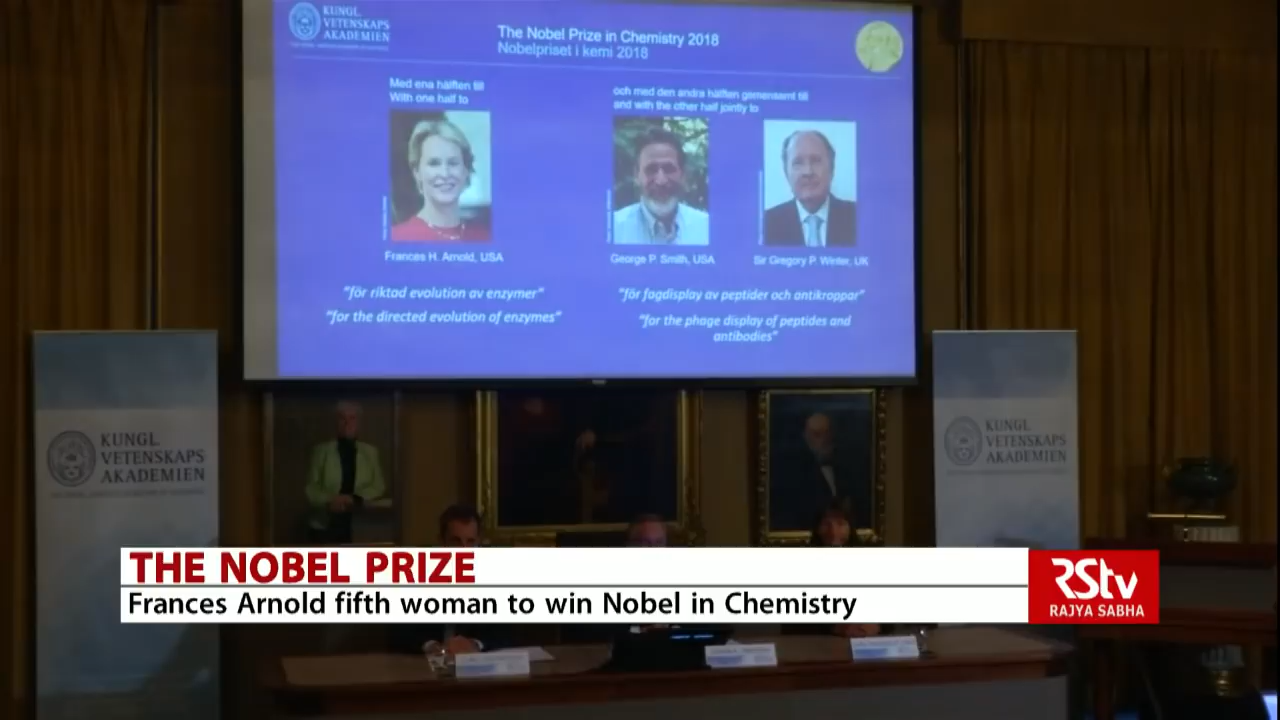 KUNGL.
VETENSKAPS
AKADEMIEN
The Nobel Prize in Chemistry 2018
Nobelpriset i kemi 2018
Med ena hälften till
With one half to
och med den andra hälften gemensamt till
and with the other half jointly to
Frances H. Arnold, USA
George P. Smith, USA
Sir Gregory P. Winter, UK
"för riktad evolution av enzymer"
"for the directed evolution of enzymes"
"för fagdisplay av peptider och antikroppar"
"for the phage display of peptides and
antibodies"
KUNGL.
VETENSKAPS
AKADEMIEN
KUNGL.
VETENSKAPS
AKADEMIEN
THE NOBEL PRIZE
Frances Arnold fifth woman to win Nobel in Chemistry
RStv
RAJYA SABHA